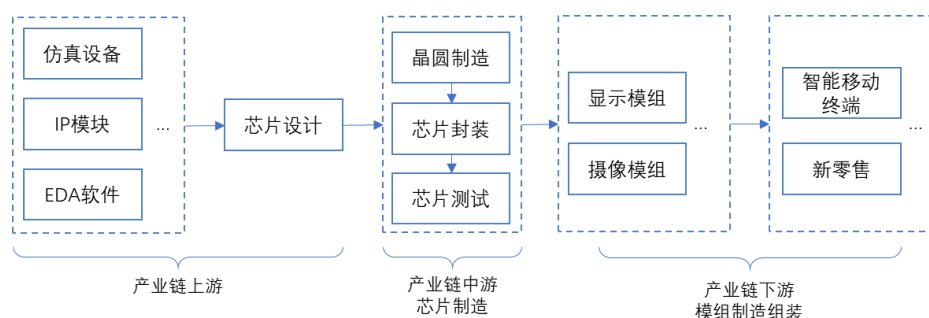 仿真设备
IP模块
...
EDA软件
芯片设计
晶圆制造
芯片封装
芯片测试
显示模组
...
摄像模组
智能移动
终端
...
新零售
产业链上游
产业链中游
芯片制造
产业链下游
模组制造组装